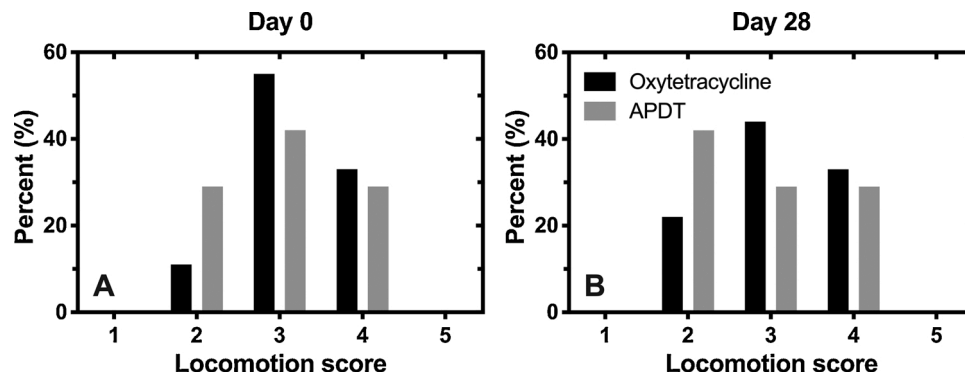 Day 0
60
40
20
0
Percent (%)
A
1 2 3 4 5
Locomotion score
Day 28
60
40
20
0
Percent (%)
Oxytetracycline
APDT
B
1 2 3 4 5
Locomotion score